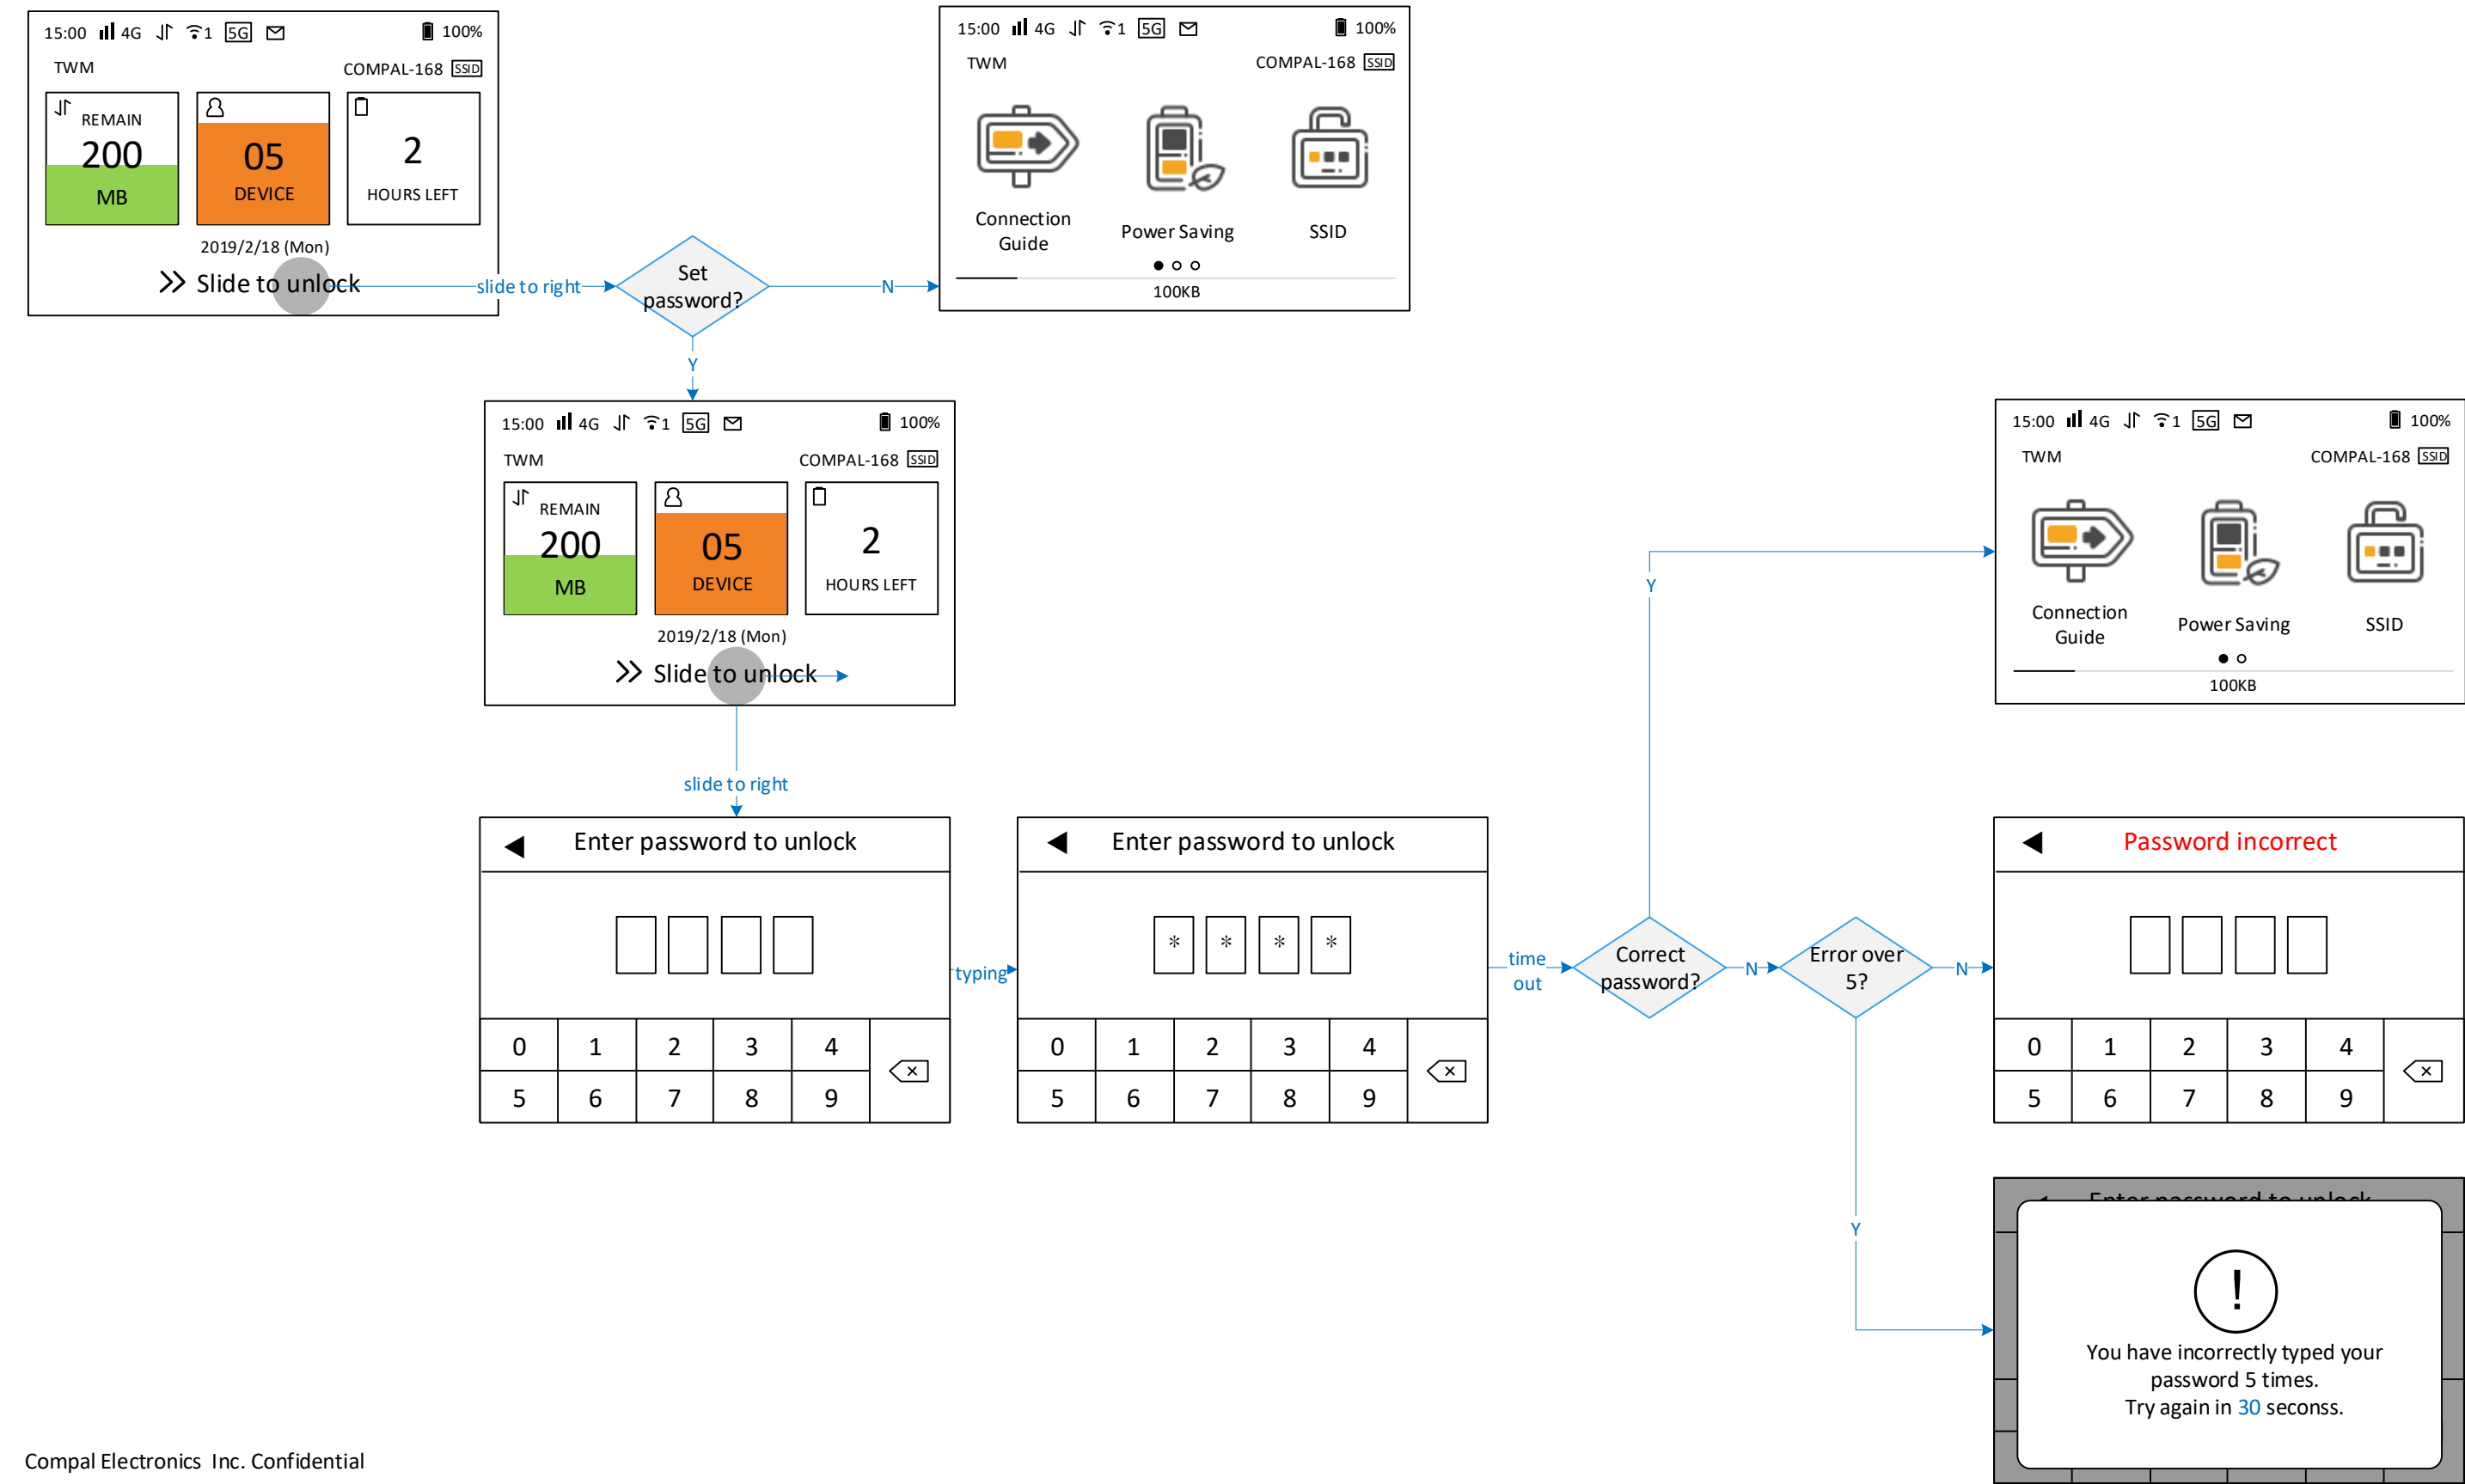 15:00 4G 1 5G 100%
TWM COMPAL-168 SSID
REMAIN
200
MB
05
DEVICE
2
HOURS LEFT
2019/2/18 (Mon)
Slide to unlock
slide to right
Set
password?
N
Y
15:00 4G 1 5G 100%
TWM COMPAL-168 SSID
Connection
Guide
Power Saving
SSID
100KB
15:00 4G 1 5G 100%
TWM COMPAL-168 SSID
REMAIN
200
MB
05
DEVICE
2
HOURS LEFT
2019/2/18 (Mon)
Slide to unlock
slide to right
Enter password to unlock
0 1 2 3 4
5 6 7 8 9
typing
Enter password to unlock
* * * *
0 1 2 3 4
5 6 7 8 9
time
out
Correct
password?
Y
N
15:00 4G 1 5G 100%
TWM COMPAL-168 SSID
Connection
Guide
Power Saving
SSID
100KB
Error over
5?
N
Y
Password incorrect
0 1 2 3 4
5 6 7 8 9
Enter password to unlock
!
You have incorrectly typed your
password 5 times.
Try again in 30 seconss.
Compal Electronics Inc. Confidential